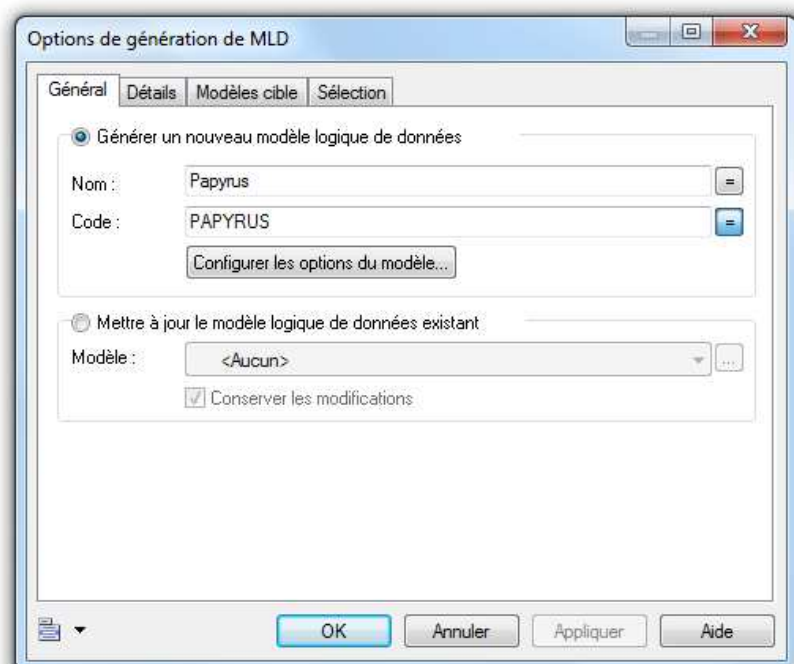 Options de génération de MLD
Général Détails Modèles cible Sélection
Générer un nouveau modèle logique de données
Nom : Papyrus =
Code : PAPYRUS =
Configurer les options du modèle...
Mettre à jour le modèle logique de données existant
Modèle : <Aucun> ...
Conserver les modifications
OK Annuler Appliquer Aide